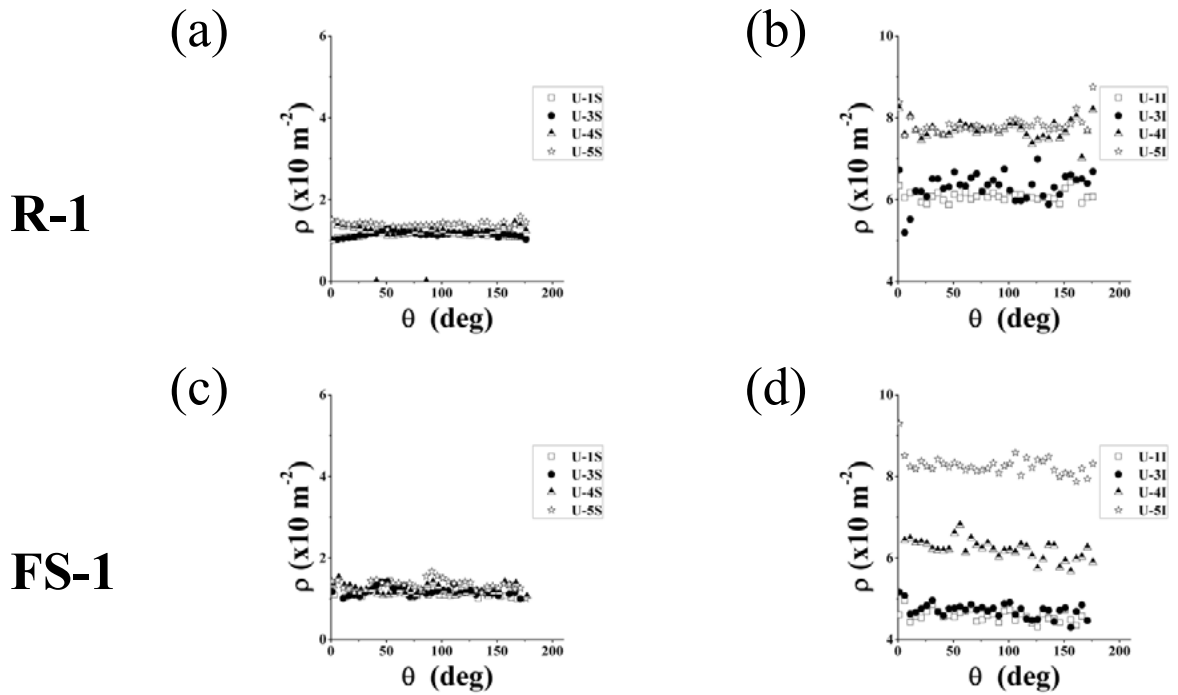 (a)
6
4
2
0
0 50 100 150 200
ρ (x10 m⁻²)
θ (deg)
U-1S
U-3S
U-4S
U-5S
(b)
10
8
6
4
0 50 100 150 200
ρ (x10 m⁻²)
θ (deg)
U-1I
U-3I
U-4I
U-5I
R-1
(c)
6
4
2
0
0 50 100 150 200
ρ (x10 m⁻²)
θ (deg)
U-1S
U-3S
U-4S
U-5S
(d)
10
8
6
4
0 50 100 150 200
ρ (x10 m⁻²)
θ (deg)
U-1I
U-3I
U-4I
U-5I
FS-1